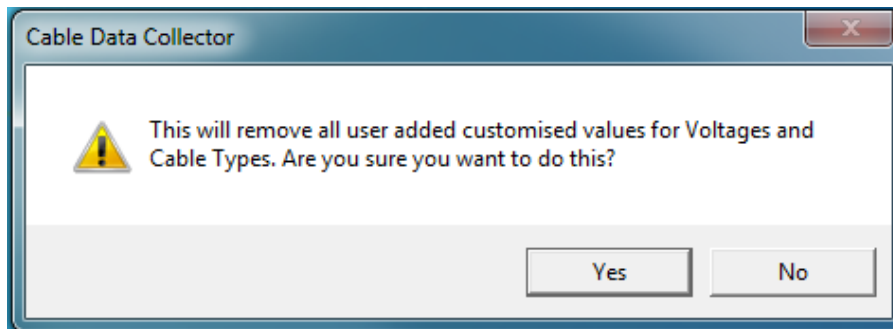 Cable Data Collector
This will remove all user added customised values for Voltages and
Cable Types. Are you sure you want to do this?
Yes
No